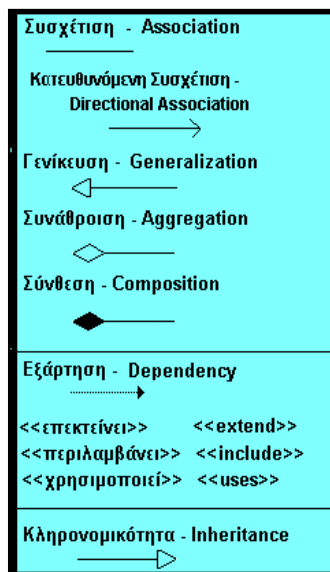 Συσχέτιση - Association
Κατευθυνόμενη Συσχέτιση -
Directional Association
Γενίκευση - Generalization
Συνάθροιση - Aggregation
Σύνθεση - Composition
Εξάρτηση - Dependency
<<επεκτείνει>> <<extend>>
<<περιλαμβάνει>> <<include>>
<<χρησιμοποιεί>> <<uses>>
Κληρονομικότητα - Inheritance